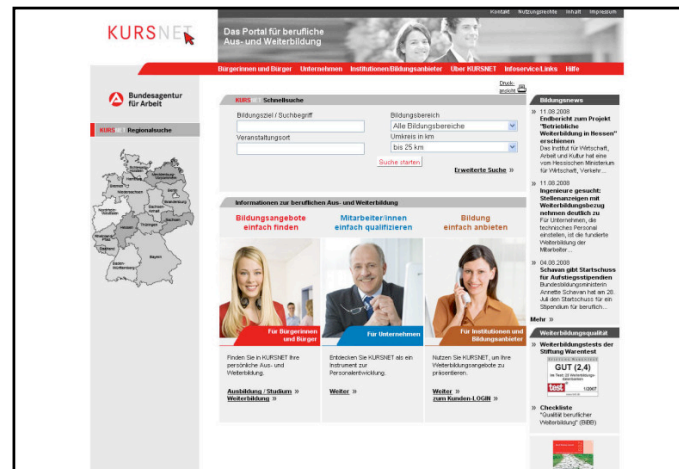 Kontakt Nutzungsrechte Inhalt Impressum
KURSNET
Das Portal für berufliche
Aus- und Weiterbildung
Bürgerinnen und Bürger Unternehmen Institutionen/Bildungsanbieter Über KURSNET Infoservice/Links Hilfe
Druck-
ansicht
Bundesagentur
für Arbeit
KURSNET Regionalsuche
KURSNET Schnellsuche
Bildungsziel / Suchbegriff
Bildungsbereich
Alle Bildungsbereiche
Veranstaltungsort
Umkreis in km
bis 25 km
Suche starten
Erweiterte Suche »
Informationen zur beruflichen Aus- und Weiterbildung
Bildungsangebote
einfach finden
Für Bürgerinnen
und Bürger
Finden Sie in KURSNET Ihre
persönliche Aus- und
Weiterbildung.
Ausbildung / Studium »
Weiterbildung »
Mitarbeiter/innen
einfach qualifizieren
Für Unternehmen
Entdecken Sie KURSNET als ein
Instrument zur
Personalentwicklung.
Weiter »
Bildung
einfach anbieten
Für Institutionen und
Bildungsanbieter
Nutzen Sie KURSNET, um Ihre
Weiterbildungsangebote zu
präsentieren.
Weiter »
zum Kunden-LOGIN »
Bildungsnews
» 11.08.2008
Endbericht zum Projekt
"Betriebliche
Weiterbildung in Hessen"
erschienen
Das Institut für Wirtschaft,
Arbeit und Kultur hat eine
vom Hessischen Ministerium
für Wirtschaft, Verkehr...
» 11.08.2008
Ingenieure gesucht:
Stellenanzeigen mit
Weiterbildungsbezug
nehmen deutlich zu
Für Unternehmen, die
technisches Personal
einstellen, ist die fundierte
Weiterbildung der
Mitarbeiter...
» 04.08.2008
Schavan gibt Startschuss
für Aufstiegsstipendien
Bundesbildungsministerin
Annette Schavan hat am 28.
Juli den Startschuss für ein
Stipendium für beruflich...
Mehr »
Weiterbildungsqualität
» Weiterbildungstests der
Stiftung Warentest
GUT (2,4)
test
1/2007
» Checkliste
"Qualität beruflicher
Weiterbildung" (BIBB)